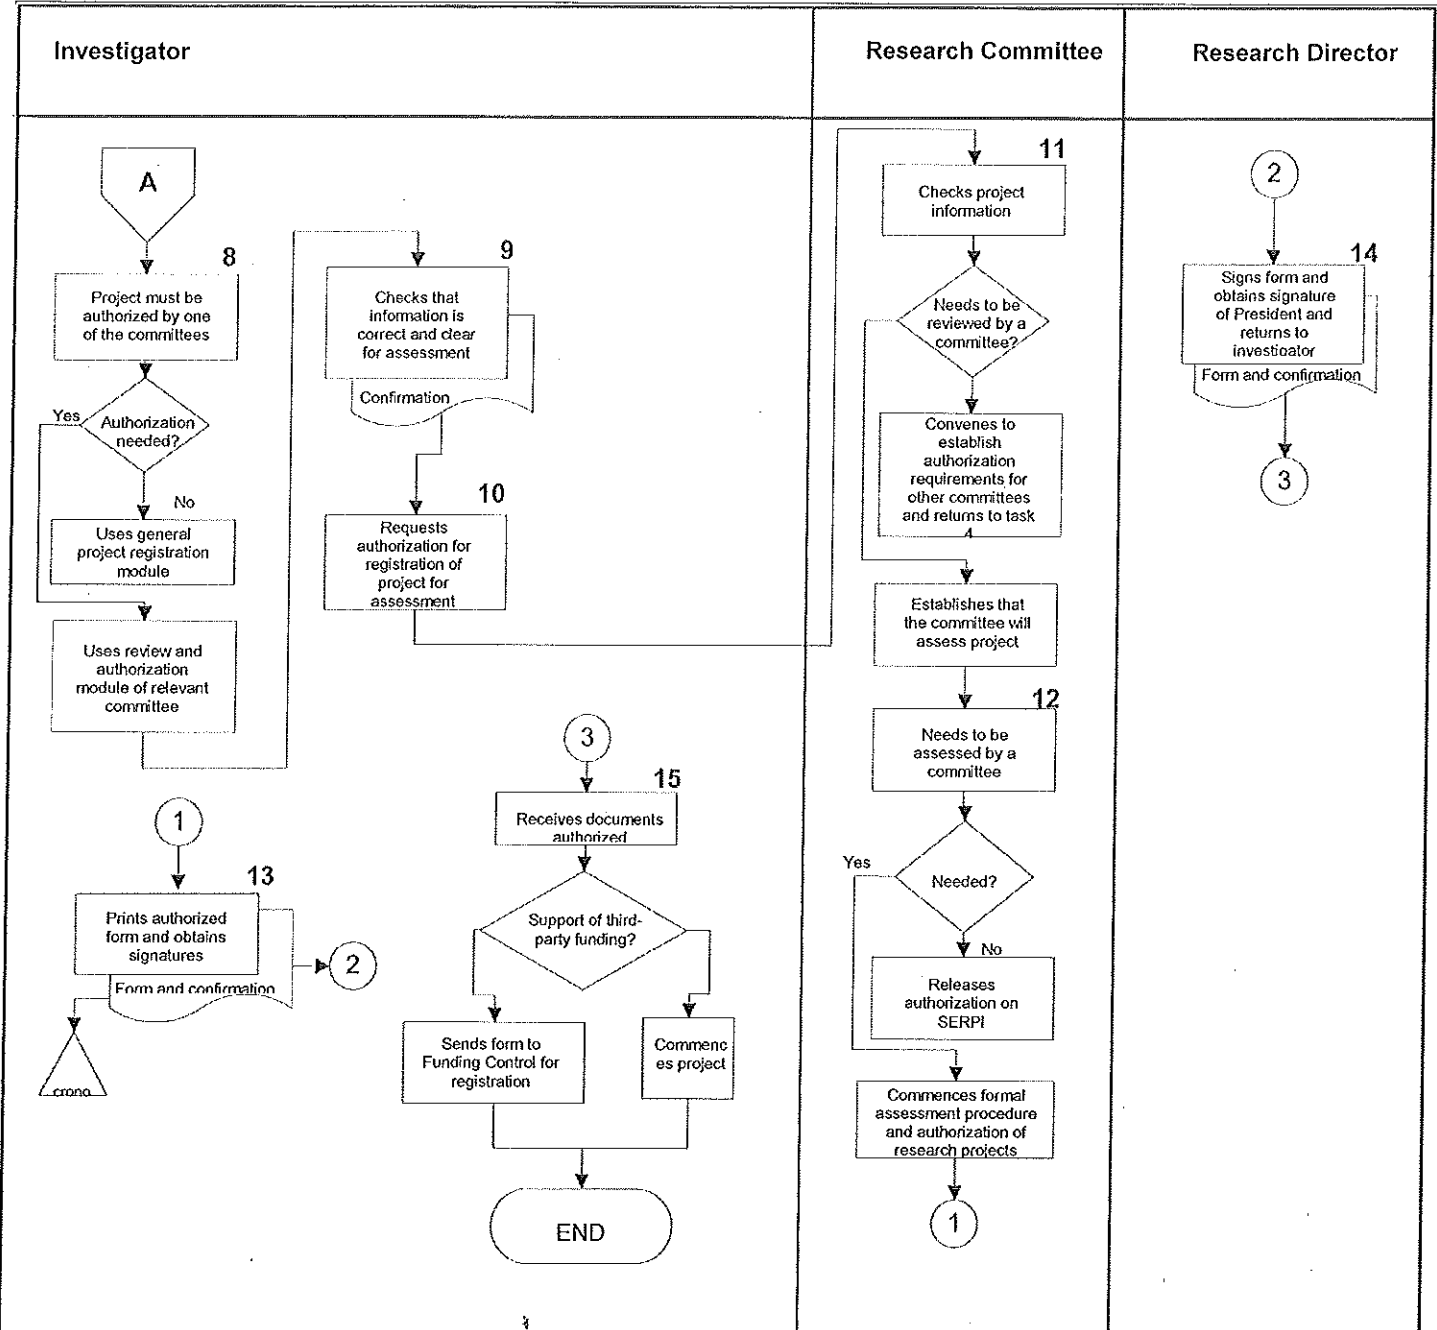 Investigator
Research Committee
Research Director
A
8
Project must be
authorized by one
of the committees
Yes
Authorization
needed?
No
Uses general
project registration
module
Uses review and
authorization
module of relevant
committee
9
Checks that
information is
correct and clear
for assessment
Confirmation
10
Requests
authorization for
registration of
project for
assessment
1
13
Prints authorized
form and obtains
signatures
Form and confirmation
2
crono
3
15
Receives documents
authorized
Support of third-
party funding?
Sends form to
Funding Control for
registration
Commenc
es project
END
11
Checks project
information
Needs to be
reviewed by a
committee?
Convenes to
establish
authorization
requirements for
other committees
and returns to task
4
Establishes that
the committee will
assess project
12
Needs to be
assessed by a
committee
Yes
Needed?
No
Releases
authorization on
SERPI
Commences formal
assessment procedure
and authorization of
research projects
1
2
14
Signs form and
obtains signature
of President and
returns to
investigator
Form and confirmation
3